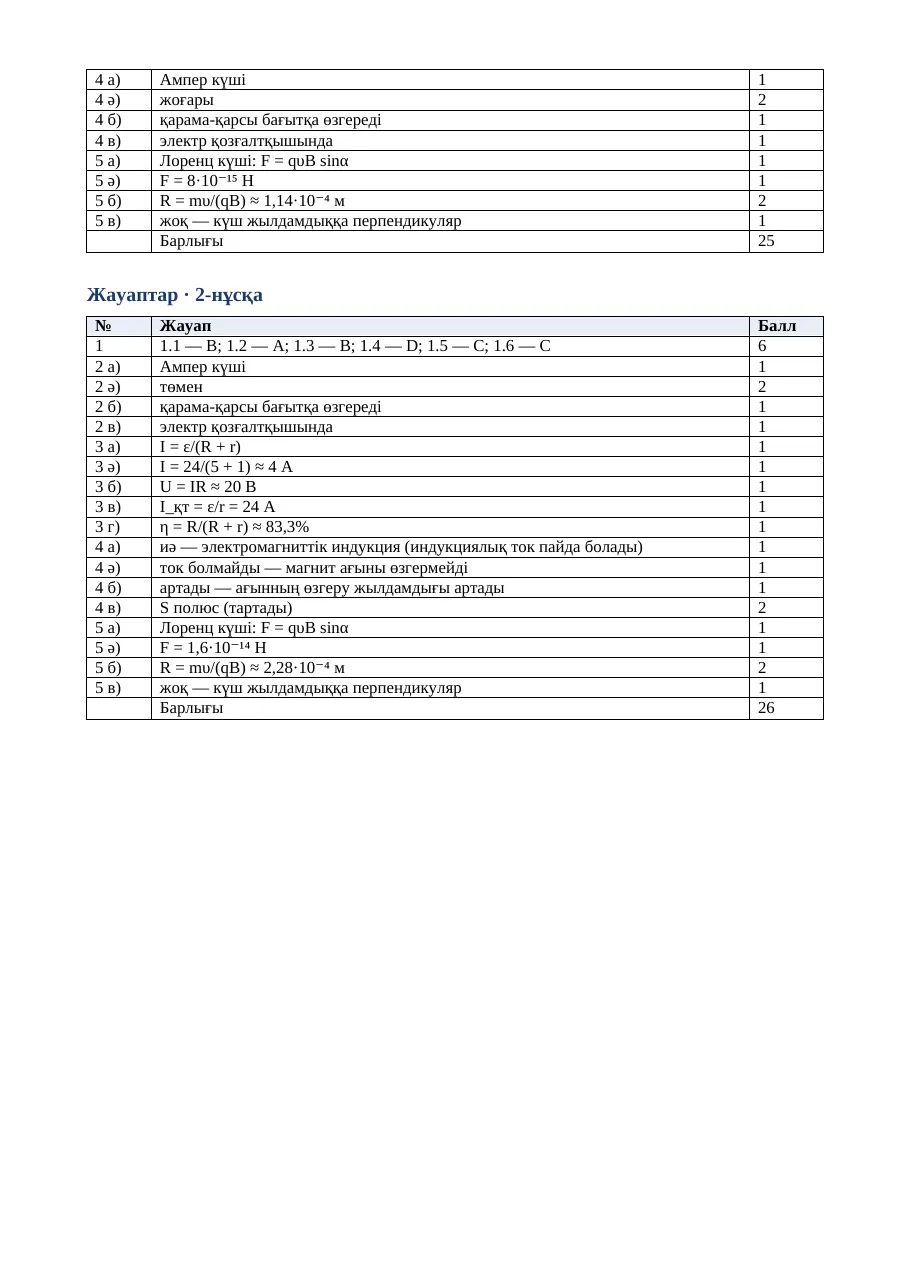 4 а) Ампер күші 1
4 ә) жоғары 2
4 б) қарама-қарсы бағытқа өзгереді 1
4 в) электр қозғалтқышында 1
5 а) Лоренц күші: F = qυB sinα 1
5 ә) F = 8·10⁻¹⁵ Н 1
5 б) R = mυ/(qB) ≈ 1,14·10⁻⁴ м 2
5 в) жоқ — күш жылдамдыққа перпендикуляр 1
Барлығы 25
Жауаптар · 2-нұсқа
№ Жауап Балл
1 1.1 — B; 1.2 — A; 1.3 — B; 1.4 — D; 1.5 — C; 1.6 — C 6
2 а) Ампер күші 1
2 ә) төмен 2
2 б) қарама-қарсы бағытқа өзгереді 1
2 в) электр қозғалтқышында 1
3 а) I = ε/(R + r) 1
3 ә) I = 24/(5 + 1) ≈ 4 А 1
3 б) U = IR ≈ 20 В 1
3 в) I_қт = ε/r = 24 А 1
3 г) η = R/(R + r) ≈ 83,3% 1
4 а) иә — электромагниттік индукция (индукциялық ток пайда болады) 1
4 ә) ток болмайды — магнит ағыны өзгермейді 1
4 б) артады — ағынның өзгеру жылдамдығы артады 1
4 в) S полюс (тартады) 2
5 а) Лоренц күші: F = qυB sinα 1
5 ә) F = 1,6·10⁻¹⁴ Н 1
5 б) R = mυ/(qB) ≈ 2,28·10⁻⁴ м 2
5 в) жоқ — күш жылдамдыққа перпендикуляр 1
Барлығы 26